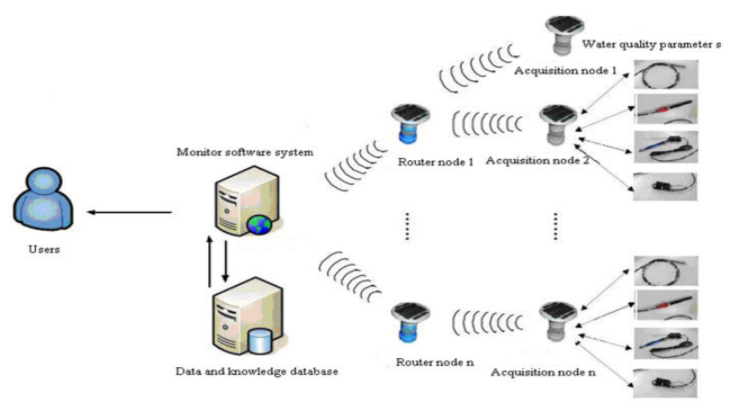 Water quality parameter s
Acquisition node 1
Monitor software system
Router node 1
Acquisition node 2
Users
Data and knowledge database
Router node n
Acquisition node n